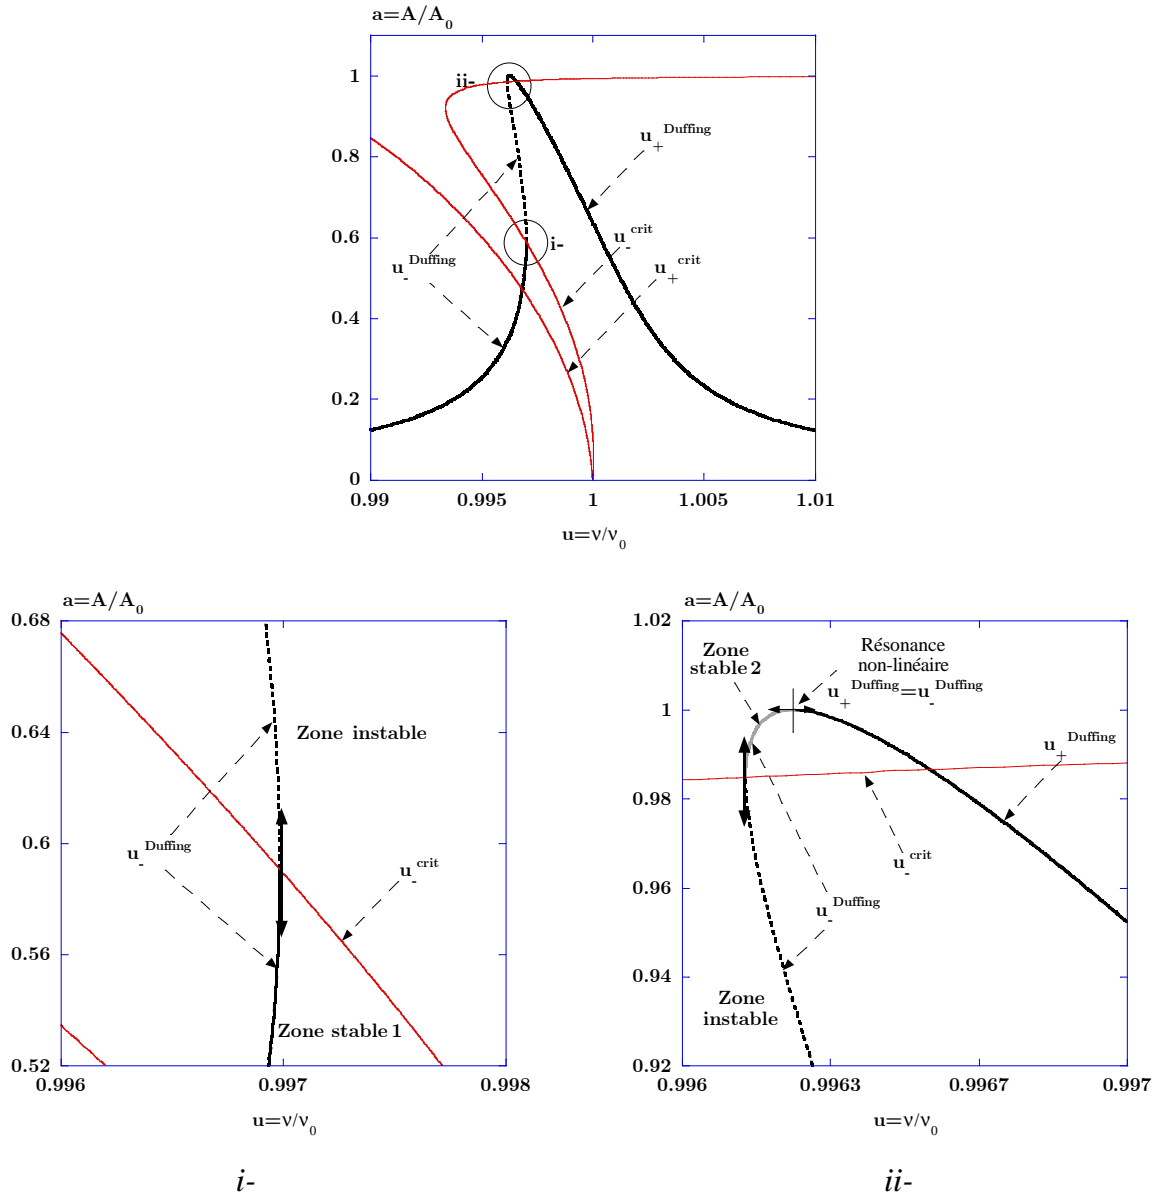 a=A/A0
1
0.8
0.6
0.4
0.2
0
0.99
0.995
1
1.005
1.01
u=ν/ν0
ii-
i-
u+Duffing
u-crit
u+crit
u-Duffing
a=A/A0
0.68
0.64
0.6
0.56
0.52
0.996
0.997
0.998
u=ν/ν0
Zone instable
u-Duffing
u-crit
Zone stable 1
i-
a=A/A0
1.02
1
0.98
0.96
0.94
0.92
0.996
0.9963
0.9967
0.997
u=ν/ν0
Zone
stable 2
Résonance
non-linéaire
u+Duffing=u-Duffing
u+Duffing
u-crit
u-Duffing
Zone
instable
ii-